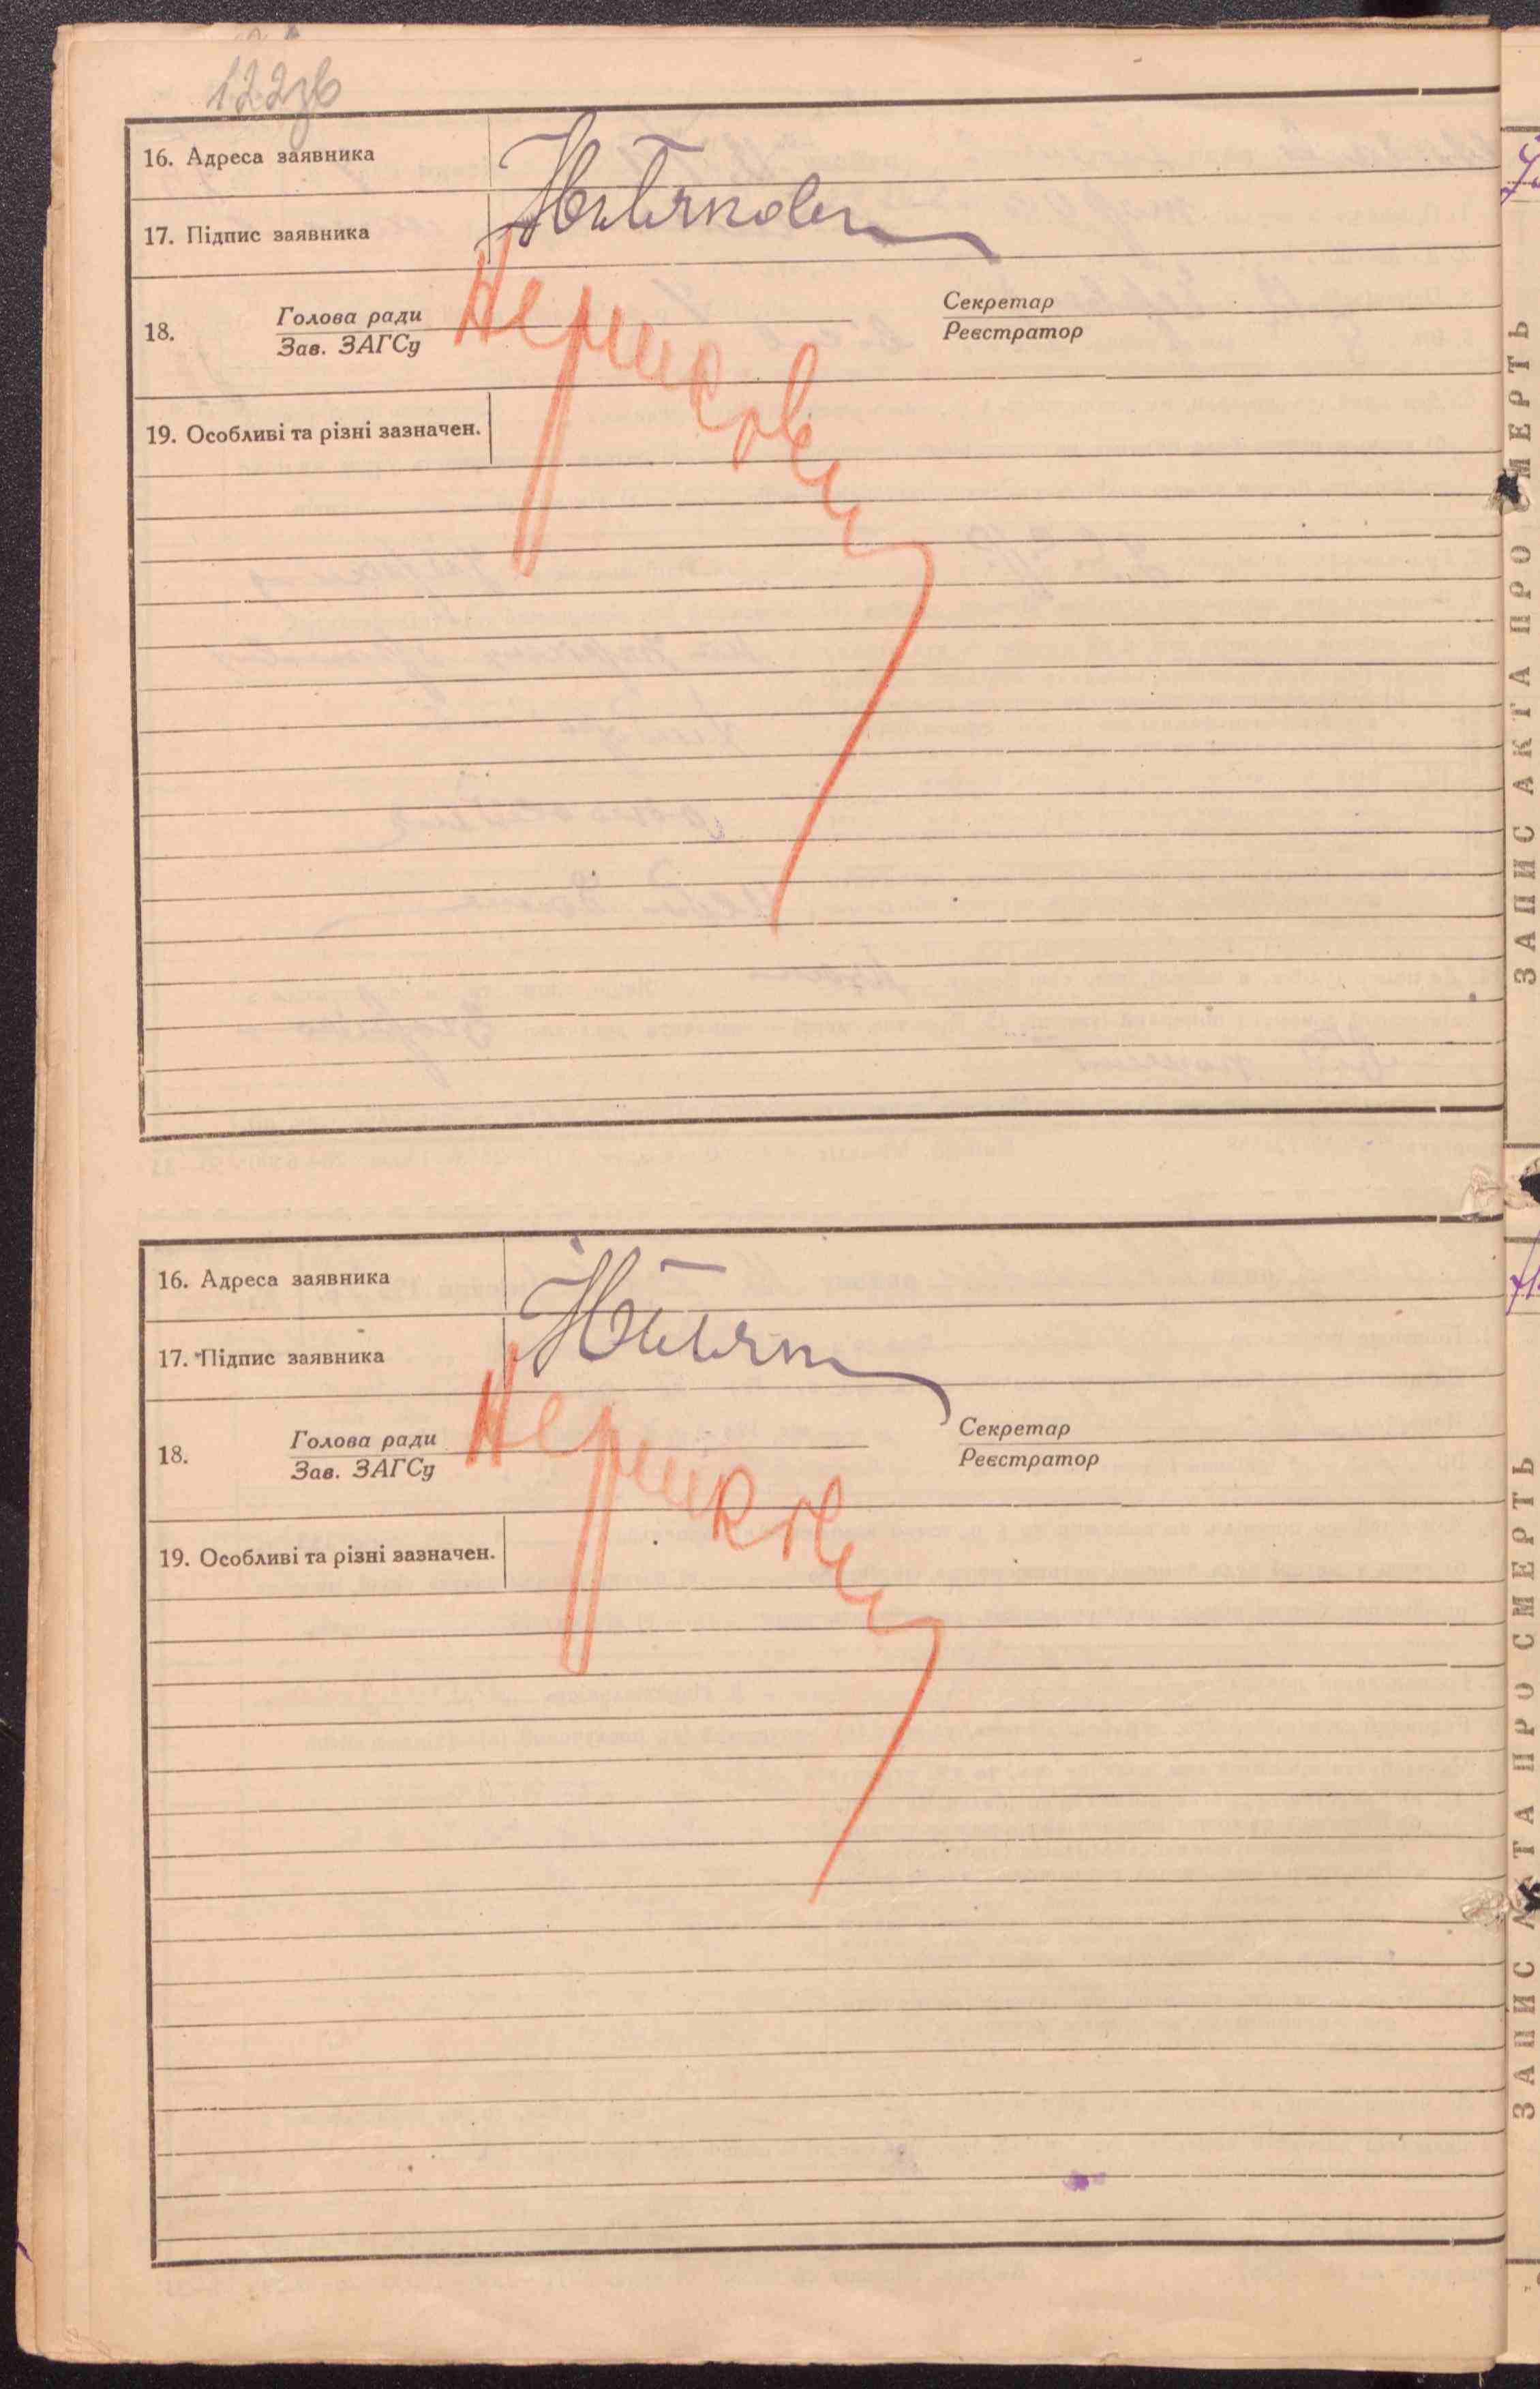 122зв
16. Адреса заявника
17. Підпис заявника
18. Голова ради
Зав. ЗАГСу
Секретар
Реєстратор
19. Особливі та різні зазначен.
ЗАПИС АКТА ПРО СМЕРТЬ
16. Адреса заявника
17. Підпис заявника
18. Голова ради
Зав. ЗАГСу
Секретар
Реєстратор
19. Особливі та різні зазначен.
ЗАПИС АКТА ПРО СМЕРТЬ